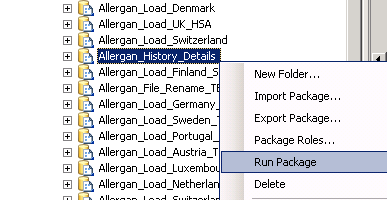 Allergan_Load_Denmark
Allergan_Load_UK_HSA
Allergan_Load_Switzerland
Allergan_History_Details
Allergan_Load_Finland_S
Allergan_File_Rename_TE
Allergan_Load_Germany_
Allergan_Load_Sweden_T
Allergan_Load_Portugal_
Allergan_Load_Austria_T
Allergan_Load_Luxembou
Allergan_Load_Netherlan
Allergan_Load_Norway_T
New Folder...
Import Package...
Export Package...
Package Roles...
Run Package
Delete